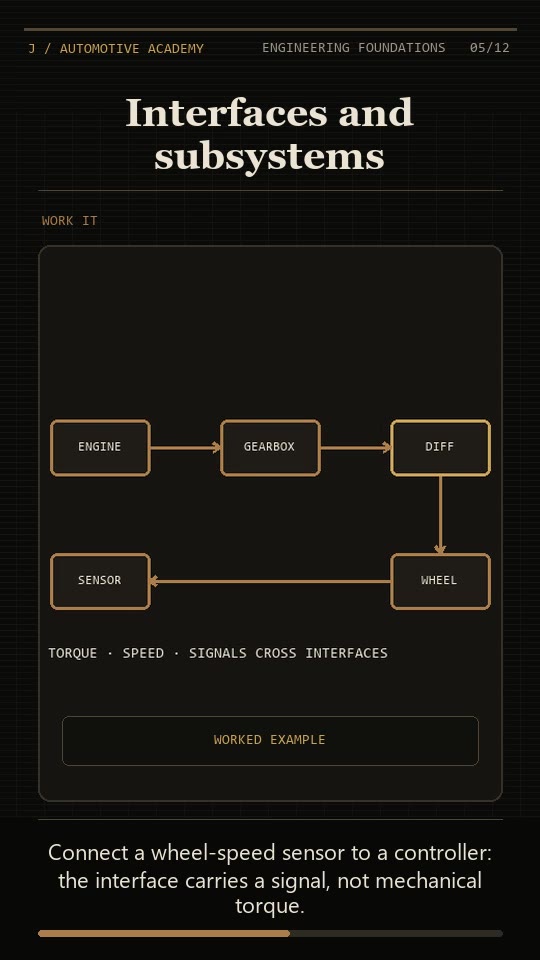 J / AUTOMOTIVE ACADEMY
ENGINEERING FOUNDATIONS 05/12
Interfaces and
subsystems
WORK IT
ENGINE
GEARBOX
DIFF
SENSOR
WHEEL
TORQUE · SPEED · SIGNALS CROSS INTERFACES
WORKED EXAMPLE
Connect a wheel-speed sensor to a controller:
the interface carries a signal, not mechanical
torque.